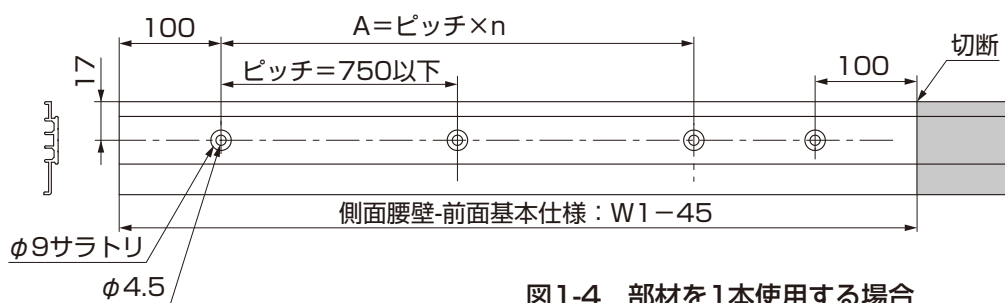 100
A=ピッチ×n
切断
ピッチ=750以下
100
17
側面腰壁-前面基本仕様：W1−45
φ9サラトリ
φ4.5
図1-4　部材を1本使用する場合